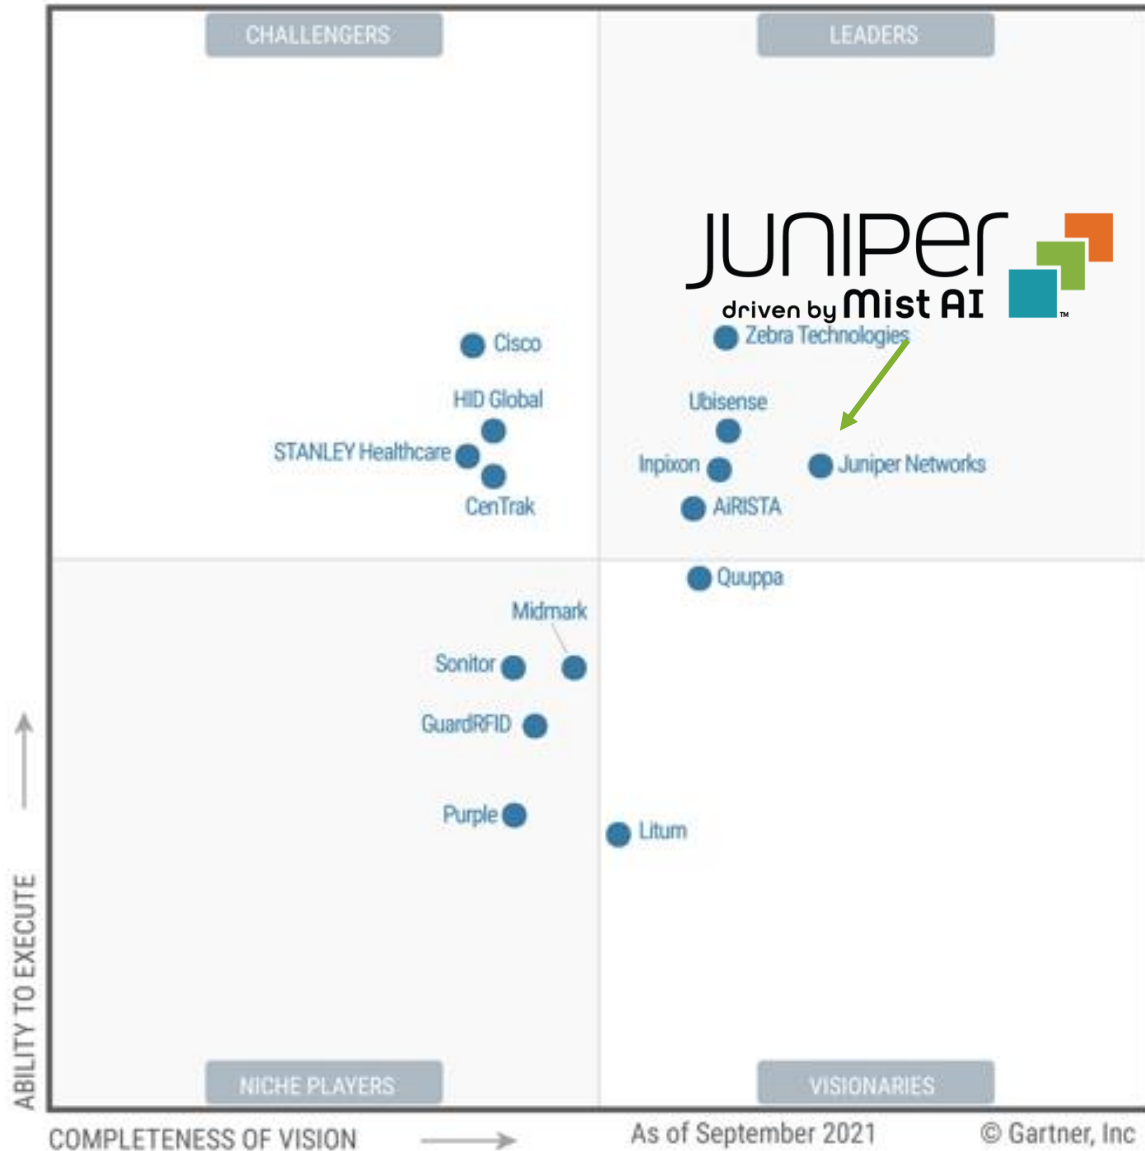 CHALLENGERS
LEADERS
JUNIPer
driven by Mist AI
™
Cisco
Zebra Technologies
HID Global
Ubisense
STANLEY Healthcare
Inpixon
Juniper Networks
CenTrak
AiRISTA
Quuppa
Midmark
Sonitor
GuardRFID
Purple
Litum
ABILITY TO EXECUTE
NICHE PLAYERS
VISIONARIES
COMPLETENESS OF VISION
As of September 2021
© Gartner, Inc